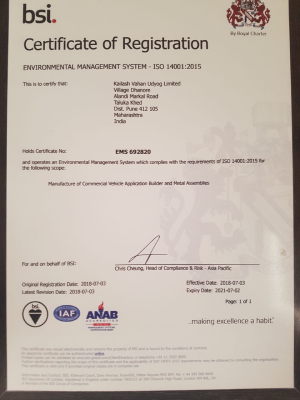 bsi.
By Royal Charter
Certificate of Registration
ENVIRONMENTAL MANAGEMENT SYSTEM - ISO 14001:2015
This is to certify that:
Kailash Vahan Udyog Limited
Village Dhanore
Alandi Markal Road
Taluka Khed
Dist. Pune 412 105
Maharashtra
India
Holds Certificate No:
EMS 692820
and operates an Environmental Management System which complies with the requirements of ISO 14001:2015 for
the following scope:
Manufacture of Commercial Vehicle Application Builder and Metal Assemblies
For and on behalf of BSI:
Chris Cheung, Head of Compliance & Risk - Asia Pacific
Original Registration Date: 2018-07-03
Effective Date: 2018-07-03
Latest Revision Date: 2018-07-03
Expiry Date: 2021-07-02
Page: 1 of 1
bsi
IAF
ANAB
...making excellence a habit.